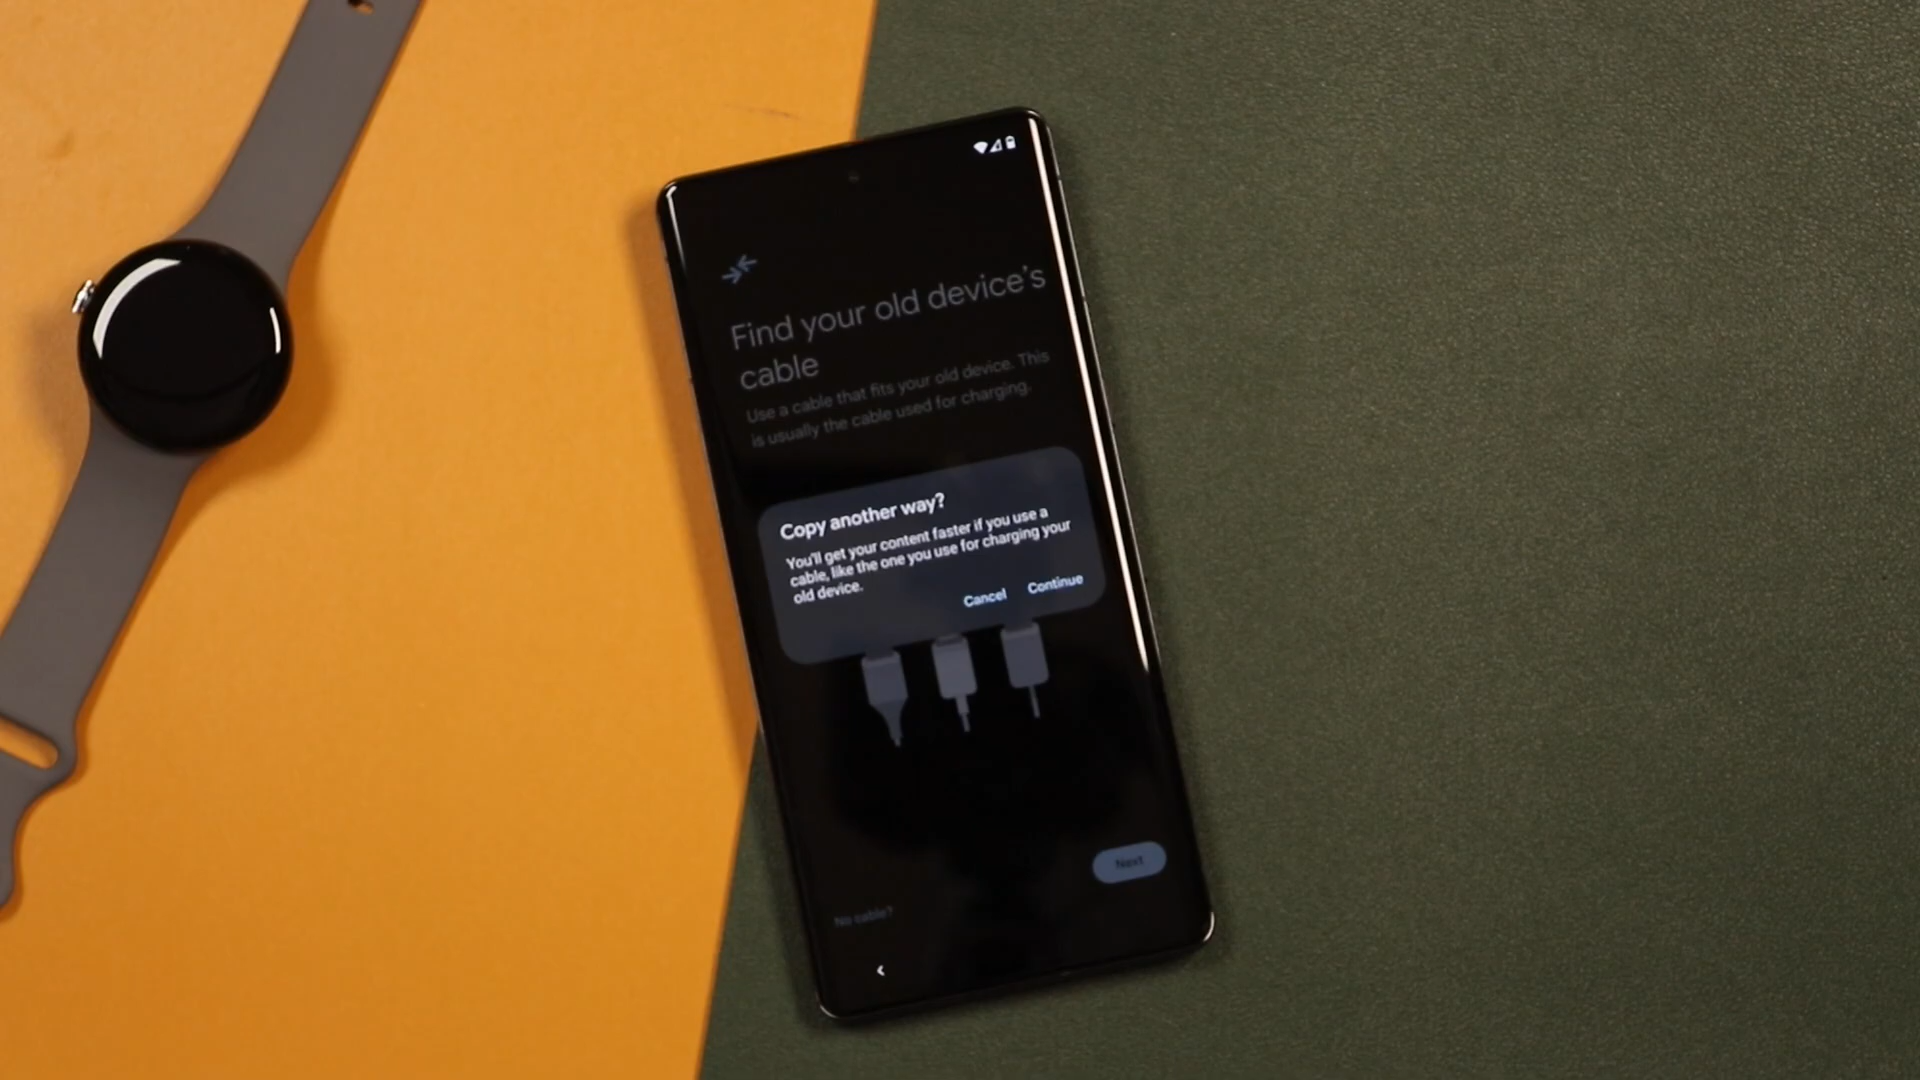 Find your old device's
cable
Use a cable that fits your old device. This
is usually the cable used for charging.
Copy another way?
You'll get your content faster if you use a
cable, like the one you use for charging your
old device.
Cancel Continue
Next
No cable?